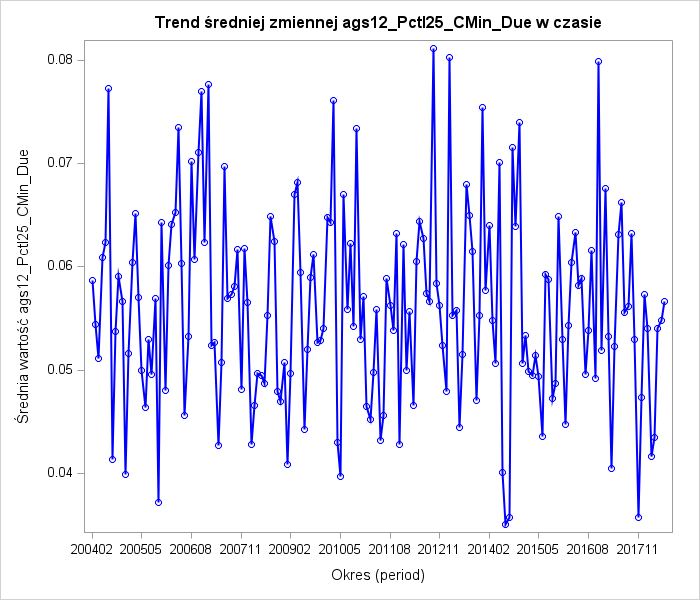 Trend średniej zmiennej ags12_Pctl25_CMin_Due w czasie
Średnia wartość ags12_Pctl25_CMin_Due
0.08
0.07
0.06
0.05
0.04
200402 200505 200608 200711 200902 201005 201108 201211 201402 201505 201608 201711
Okres (period)